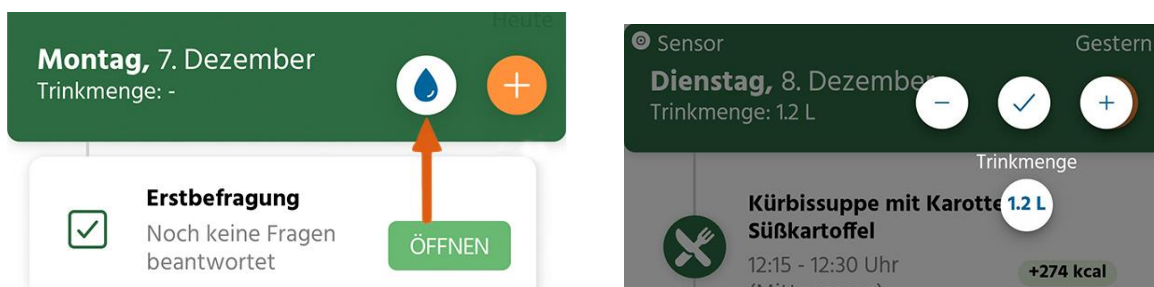 Heute
Montag, 7. Dezember
Trinkmenge: -
Erstbefragung
Noch keine Fragen
beantwortet
ÖFFNEN
Sensor
Gestern
Dienstag, 8. Dezember
Trinkmenge: 1.2 L
Trinkmenge
1.2 L
Kürbissuppe mit Karotte
Süßkartoffel
12:15 - 12:30 Uhr
+274 kcal